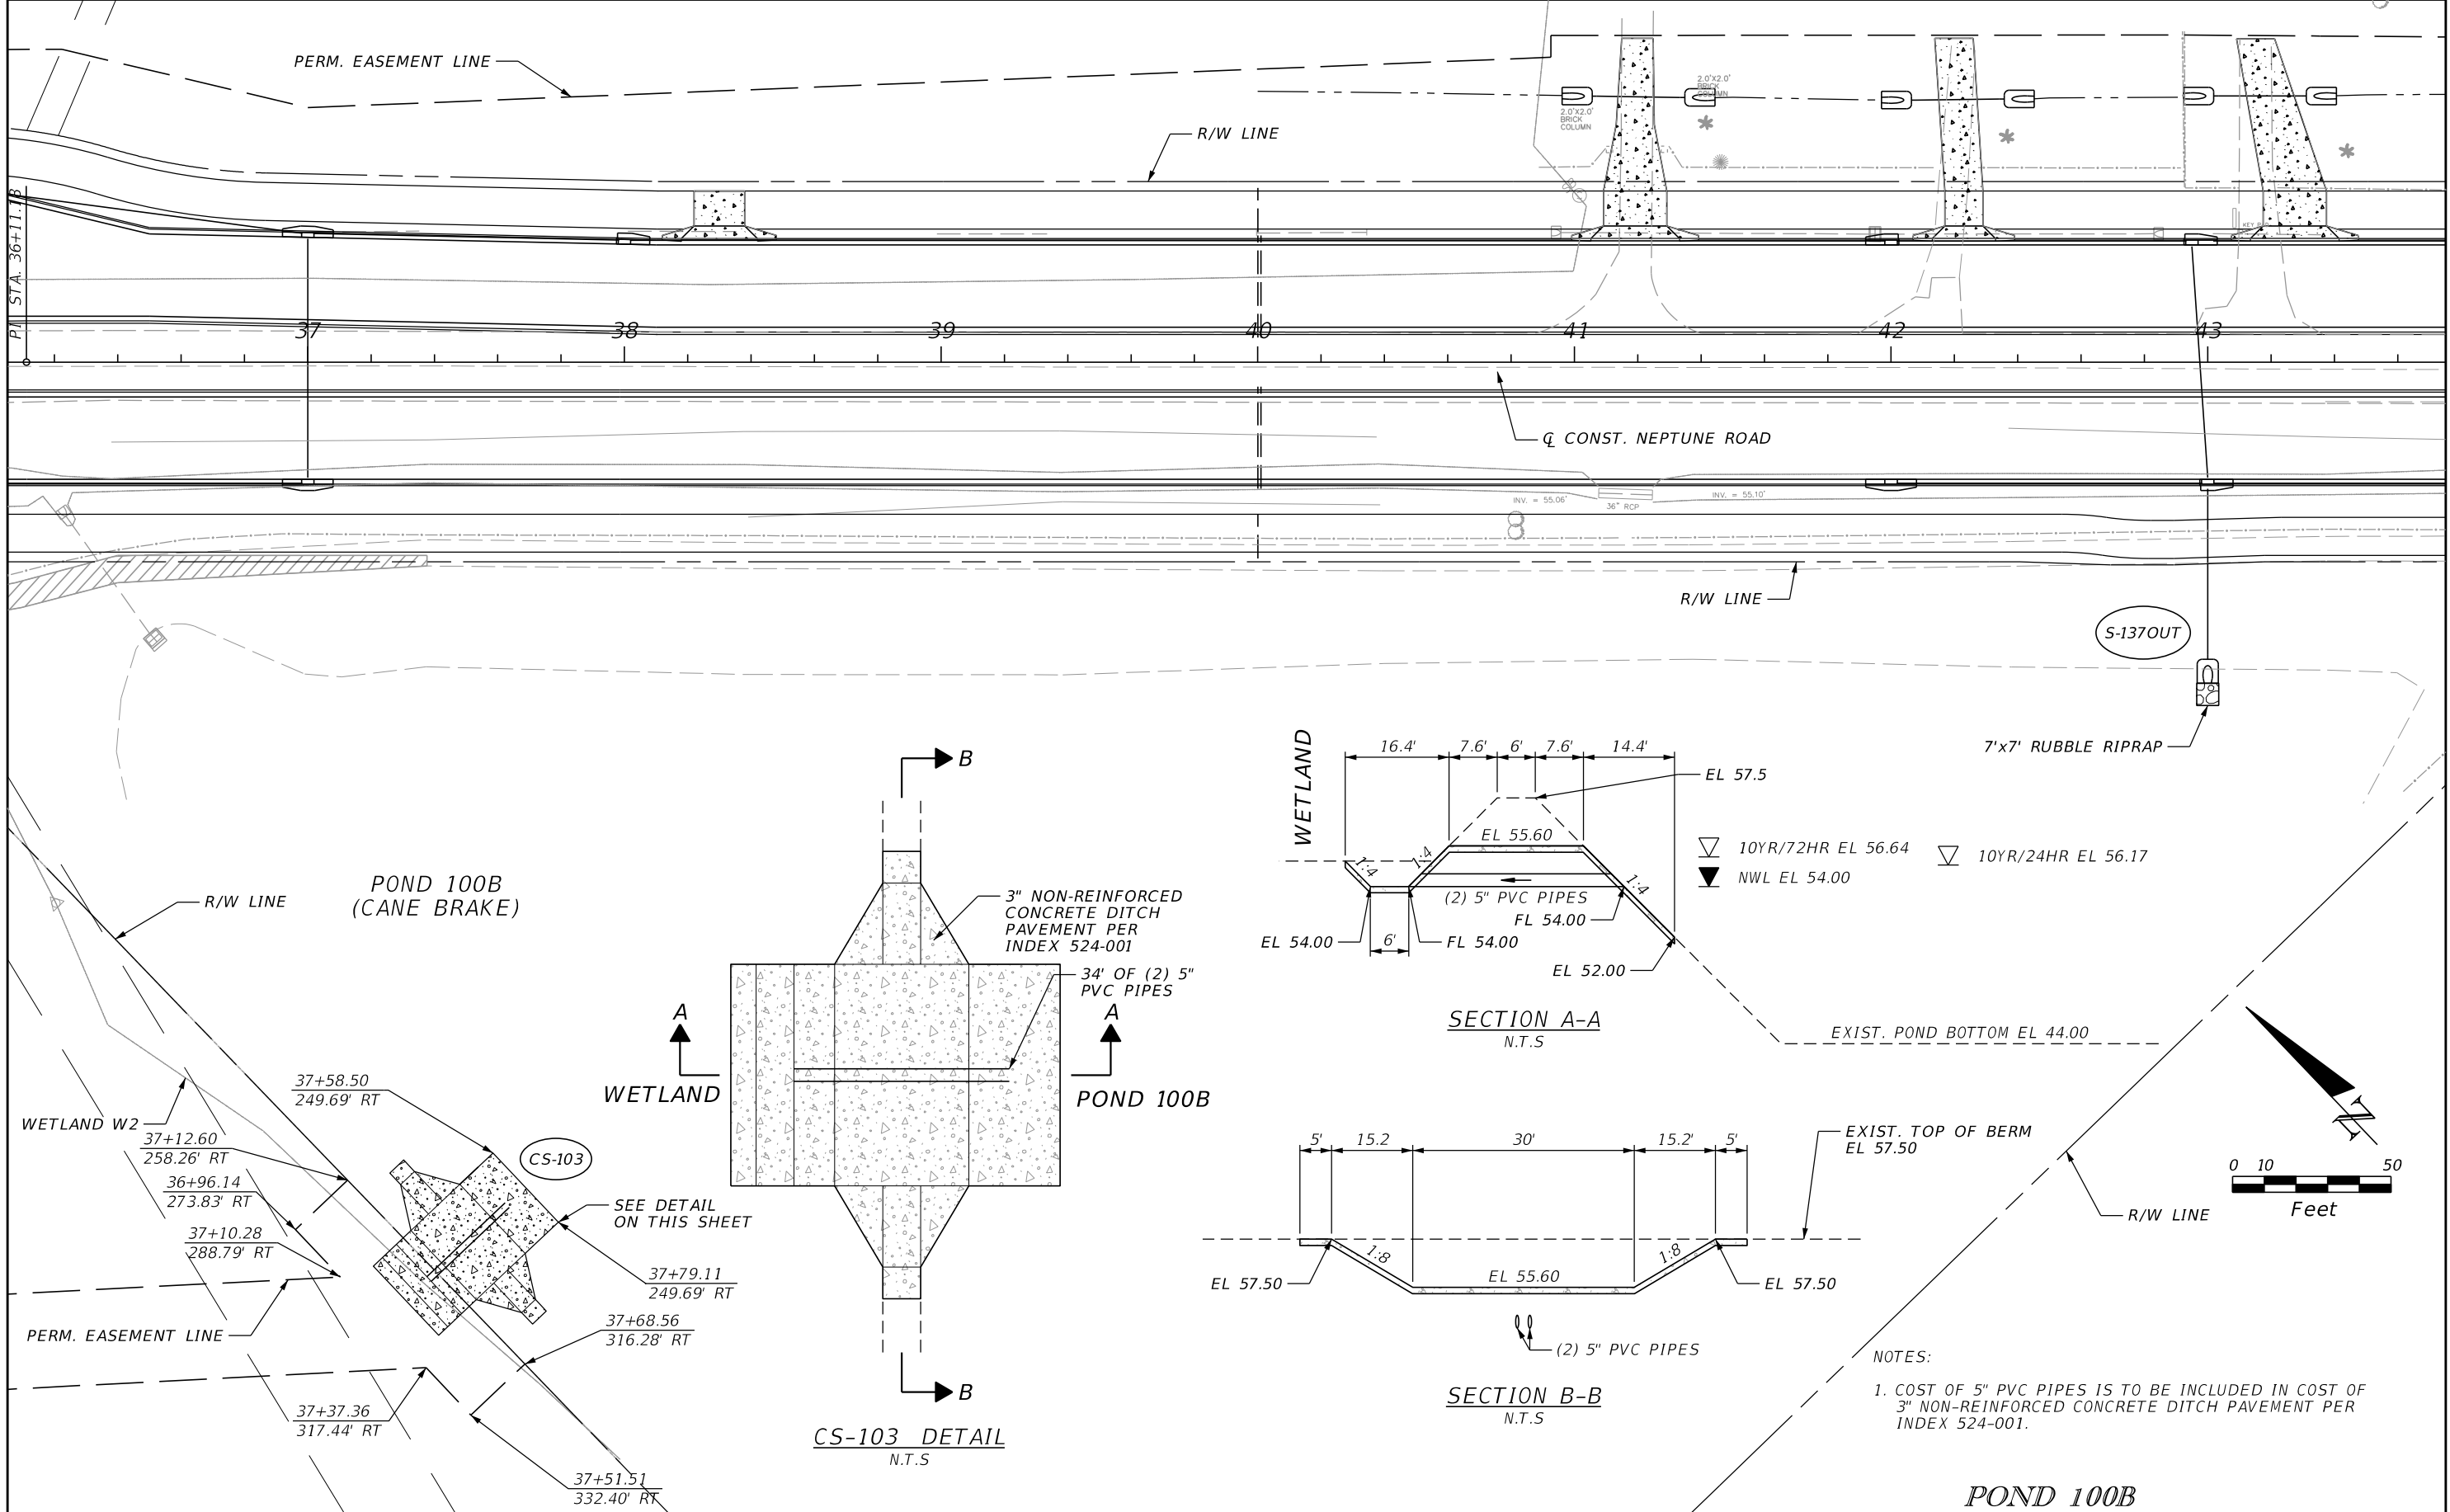 PERM. EASEMENT LINE
R/W LINE
2.0'X2.0'
BRICK
COLUMN
2.0'X2.0'
BRICK
COLUMN
PI STA. 36+11.18
37
38
39
40
41
42
43
℄ CONST. NEPTUNE ROAD
INV. = 55.06'
36" RCP
INV. = 55.10'
R/W LINE
S-137OUT
7'x7' RUBBLE RIPRAP
POND 100B
(CANE BRAKE)
R/W LINE
WETLAND W2
37+58.50
249.69' RT
37+12.60
258.26' RT
36+96.14
273.83' RT
37+10.28
288.79' RT
PERM. EASEMENT LINE
CS-103
SEE DETAIL
ON THIS SHEET
37+79.11
249.69' RT
37+68.56
316.28' RT
37+37.36
317.44' RT
37+51.51
332.40' RT
B
3" NON-REINFORCED
CONCRETE DITCH
PAVEMENT PER
INDEX 524-001
34' OF (2) 5"
PVC PIPES
A
A
WETLAND
POND 100B
B
CS-103 DETAIL
N.T.S
WETLAND
16.4'
7.6'
6'
7.6'
14.4'
EL 57.5
EL 55.60
1:4
1:4
1:4
(2) 5" PVC PIPES
FL 54.00
EL 54.00
6'
FL 54.00
EL 52.00
10YR/72HR EL 56.64
10YR/24HR EL 56.17
NWL EL 54.00
SECTION A-A
N.T.S
EXIST. POND BOTTOM EL 44.00
5'
15.2
30'
15.2'
5'
EXIST. TOP OF BERM
EL 57.50
1:8
EL 55.60
1:8
EL 57.50
EL 57.50
(2) 5" PVC PIPES
SECTION B-B
N.T.S
N
0 10 50
Feet
R/W LINE
NOTES:
1. COST OF 5" PVC PIPES IS TO BE INCLUDED IN COST OF
3" NON-REINFORCED CONCRETE DITCH PAVEMENT PER
INDEX 524-001.
POND 100B